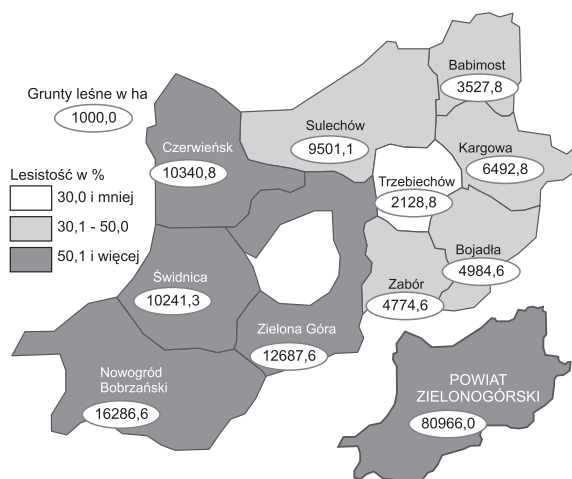 Babimost
3527,8
Grunty leśne w ha
1000,0
Sulechów
9501,1
Czerwieńsk
10340,8
Kargowa
6492,8
Lesistość w %
30,0 i mniej
30,1 - 50,0
50,1 i więcej
Trzebiechów
2128,8
Bojadła
4984,6
Świdnica
10241,3
Zabór
4774,6
Zielona Góra
12687,6
Nowogród
Bobrzański
16286,6
POWIAT
ZIELONOGÓRSKI
80966,0